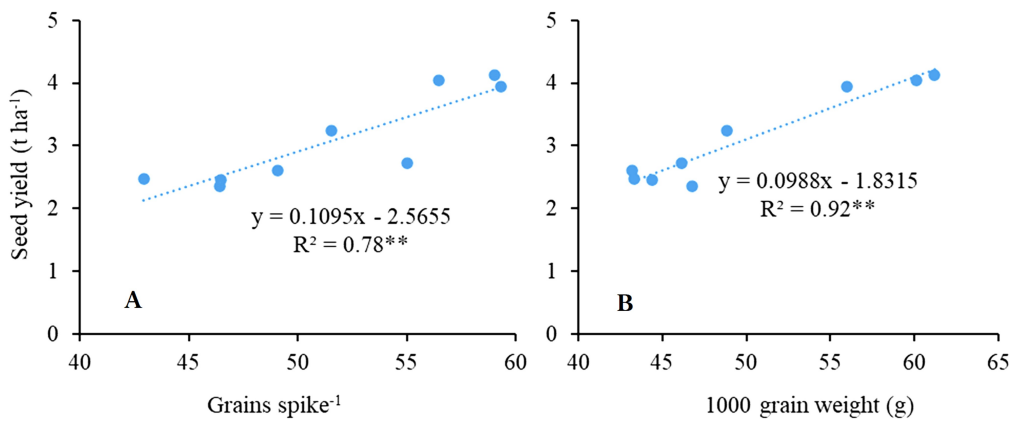 Seed yield (t ha⁻¹)
5
4
3
2
1
0
40
45
50
55
60
y = 0.1095x - 2.5655
R² = 0.78**
A
Grains spike⁻¹
5
4
3
2
1
0
40
45
50
55
60
65
y = 0.0988x - 1.8315
R² = 0.92**
B
1000 grain weight (g)